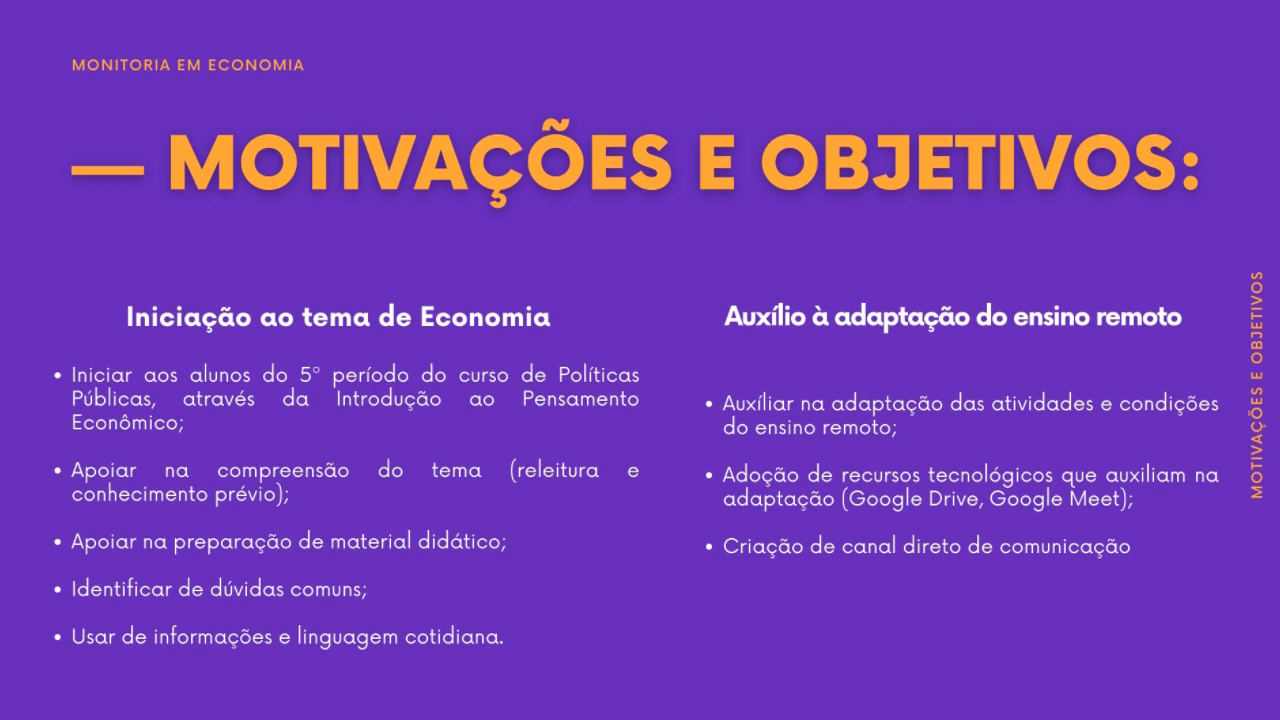 MONITORIA EM ECONOMIA
— MOTIVAÇÕES E OBJETIVOS:
Iniciação ao tema de Economia
• Iniciar aos alunos do 5° período do curso de Políticas
Públicas, através da Introdução ao Pensamento
Econômico;
• Apoiar na compreensão do tema (releitura e
conhecimento prévio);
• Apoiar na preparação de material didático;
• Identificar de dúvidas comuns;
• Usar de informações e linguagem cotidiana.
Auxílio à adaptação do ensino remoto
• Auxíliar na adaptação das atividades e condições
do ensino remoto;
• Adoção de recursos tecnológicos que auxiliam na
adaptação (Google Drive, Google Meet);
• Criação de canal direto de comunicação
MOTIVAÇÕES E OBJETIVOS